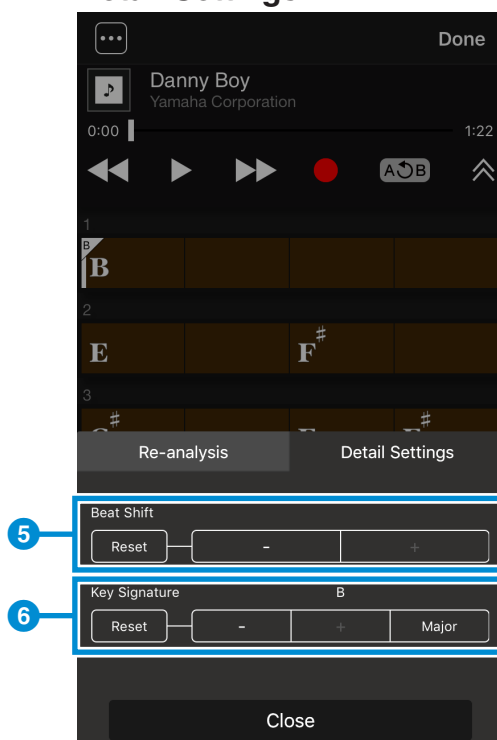 Done
Danny Boy
Yamaha Corporation
0:00 1:22
A B
1
B
B
2
E F♯
3
Re-analysis Detail Settings
5
Beat Shift
Reset - +
6
Key Signature B
Reset - + Major
Close